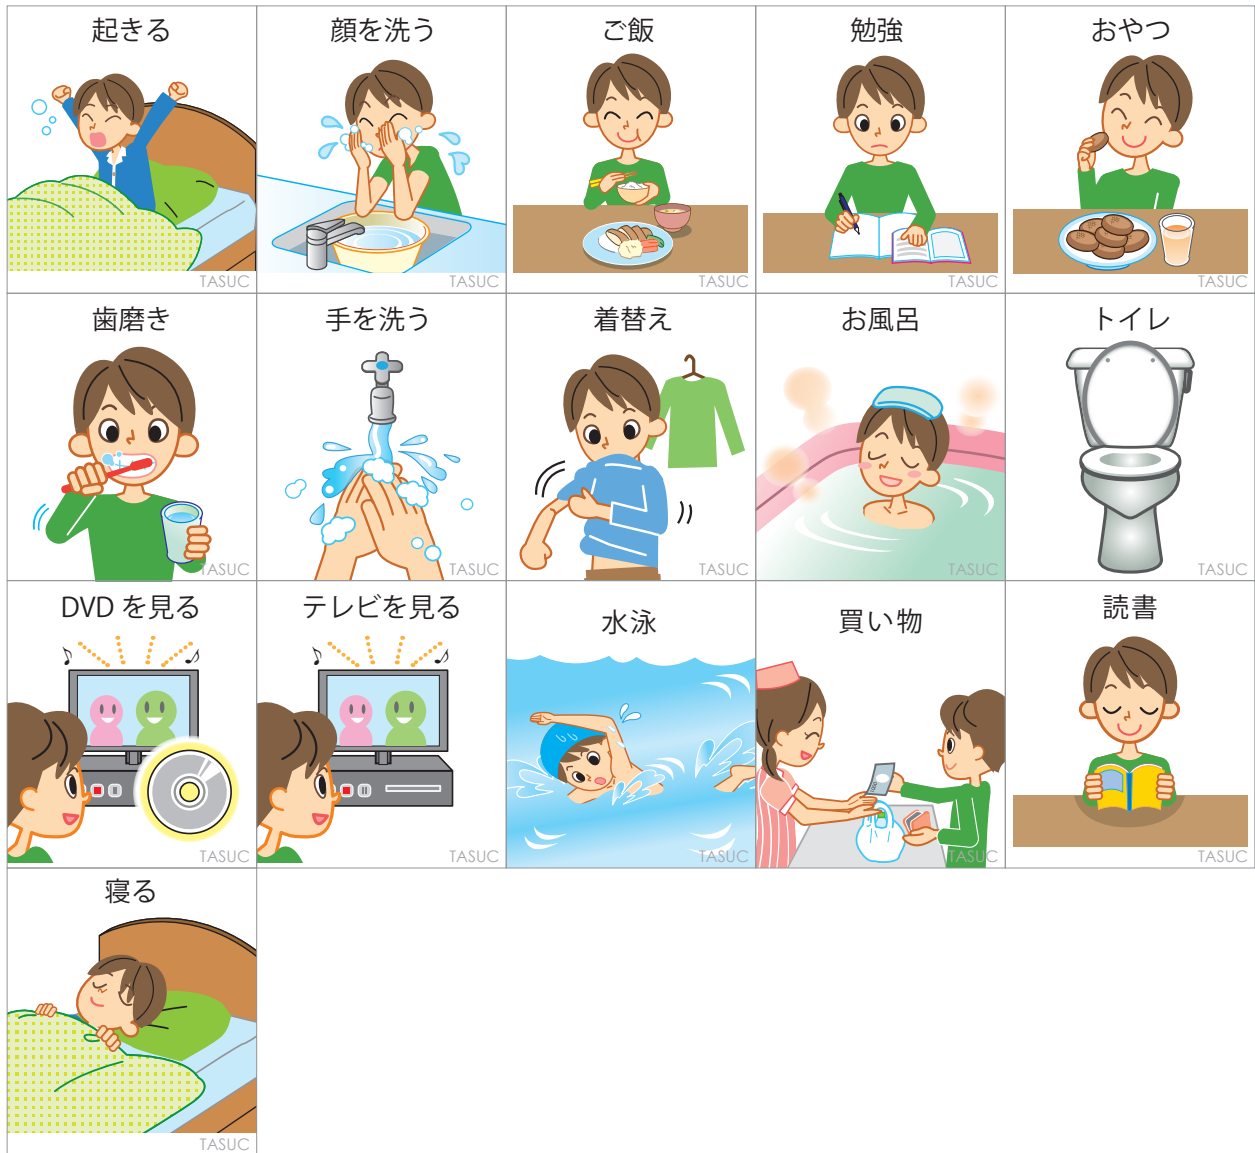 起きる
TASUC
顔を洗う
TASUC
ご飯
TASUC
勉強
TASUC
おやつ
TASUC
歯磨き
TASUC
手を洗う
TASUC
着替え
TASUC
お風呂
TASUC
トイレ
TASUC
DVD を見る
TASUC
テレビを見る
TASUC
水泳
TASUC
買い物
TASUC
読書
TASUC
寝る
TASUC